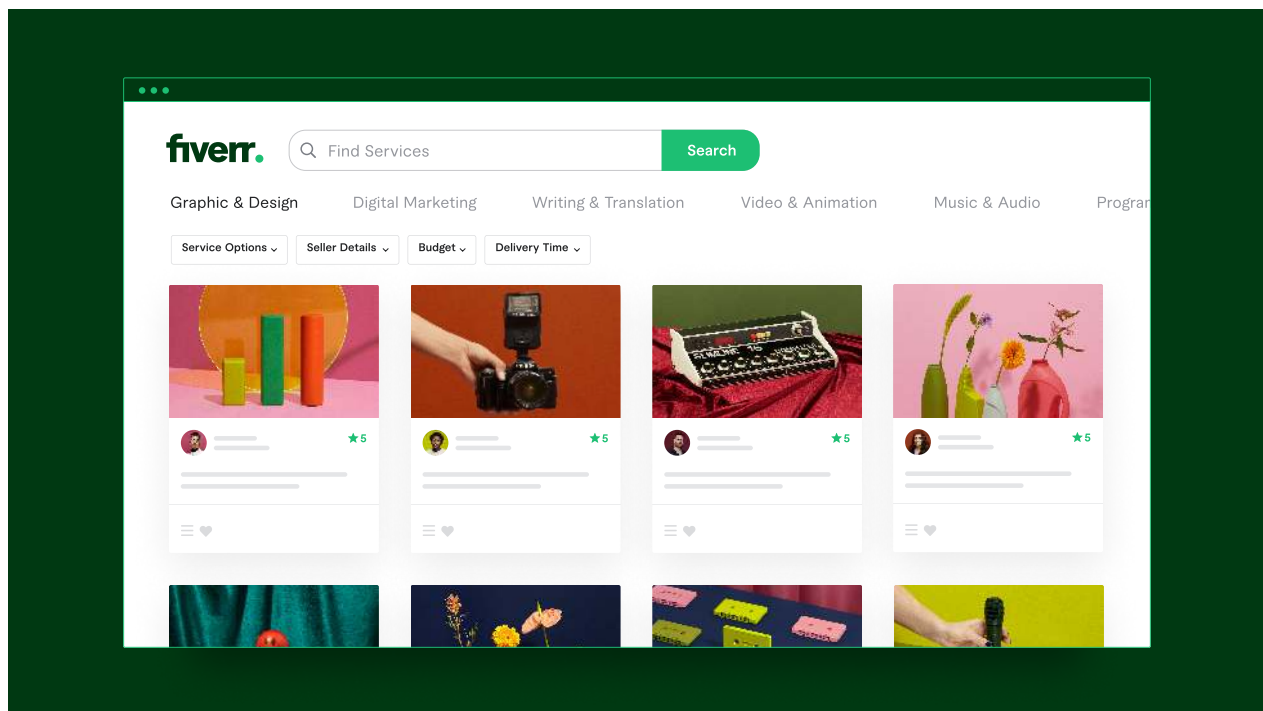 fiverr.
Find Services
Search
Graphic & Design
Digital Marketing
Writing & Translation
Video & Animation
Music & Audio
Progra
Service Options
Seller Details
Budget
Delivery Time
5
5
5
5